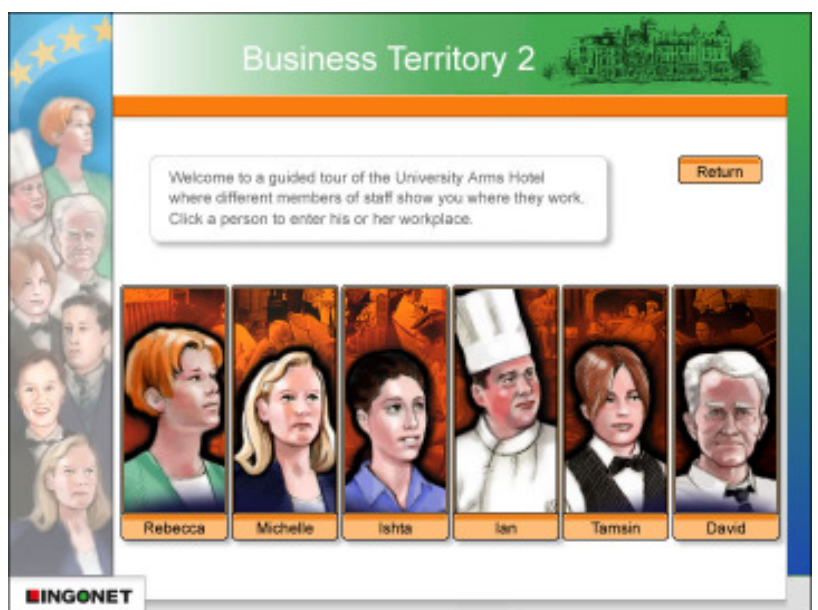 Business Territory 2
Welcome to a guided tour of the University Arms Hotel
where different members of staff show you where they work.
Click a person to enter his or her workplace.
Return
Rebecca
Michelle
Ishta
Ian
Tamsin
David
LINGONET